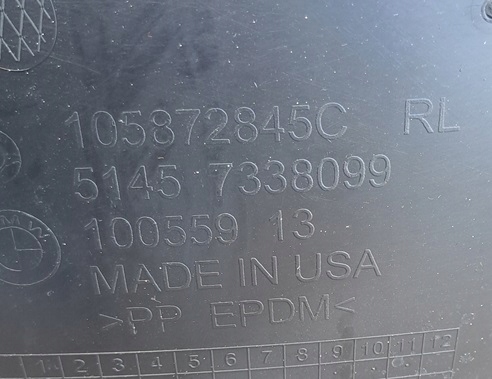 105872845C RL
5145 7338099
BMW
100559 13
MADE IN USA
>PP EPDM<
1 2 3 4 5 6 7 8 9 10 11 12